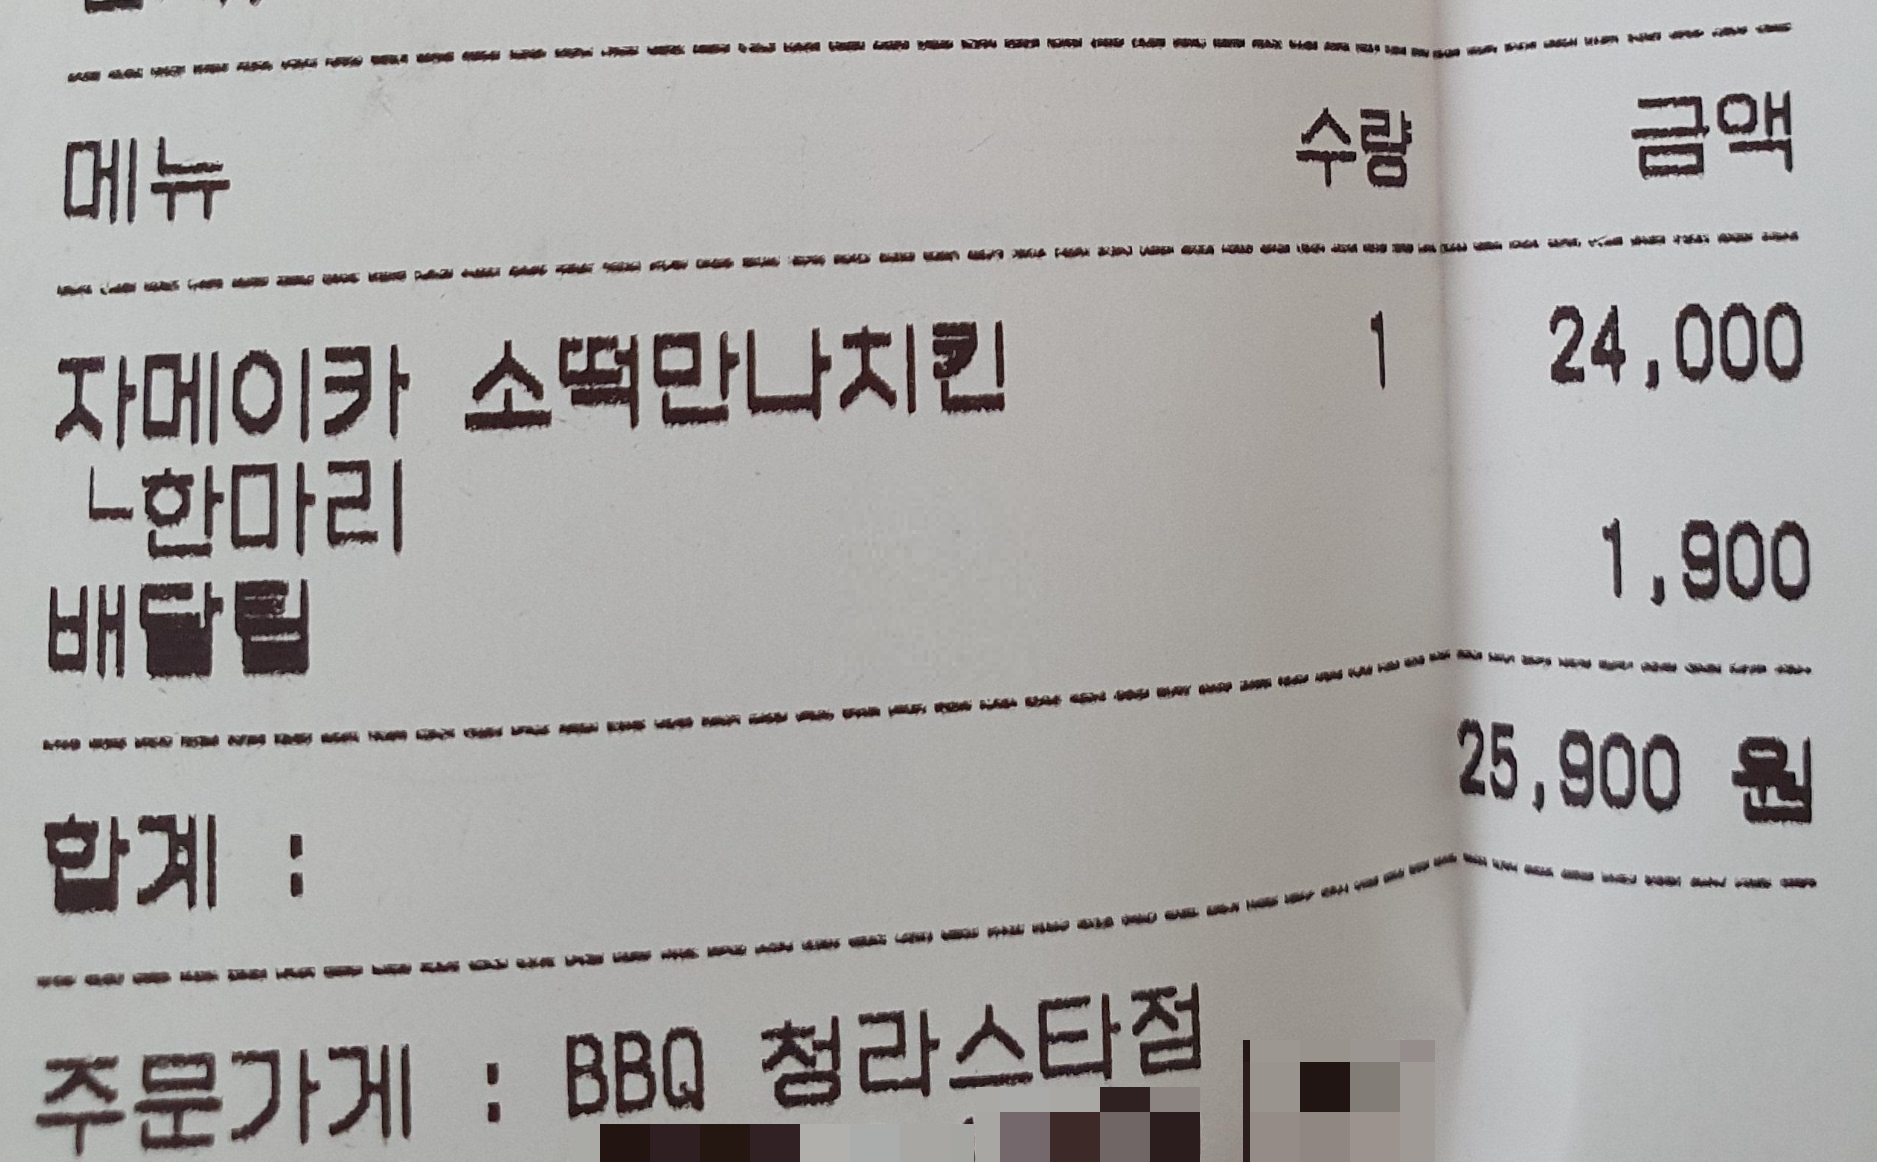 메뉴 수량 금액
자메이카 소떡만나치킨 1 24,000
└한마리
배달팁 1,900
합계 : 25,900 원
주문가게 : BBQ 청라스타점